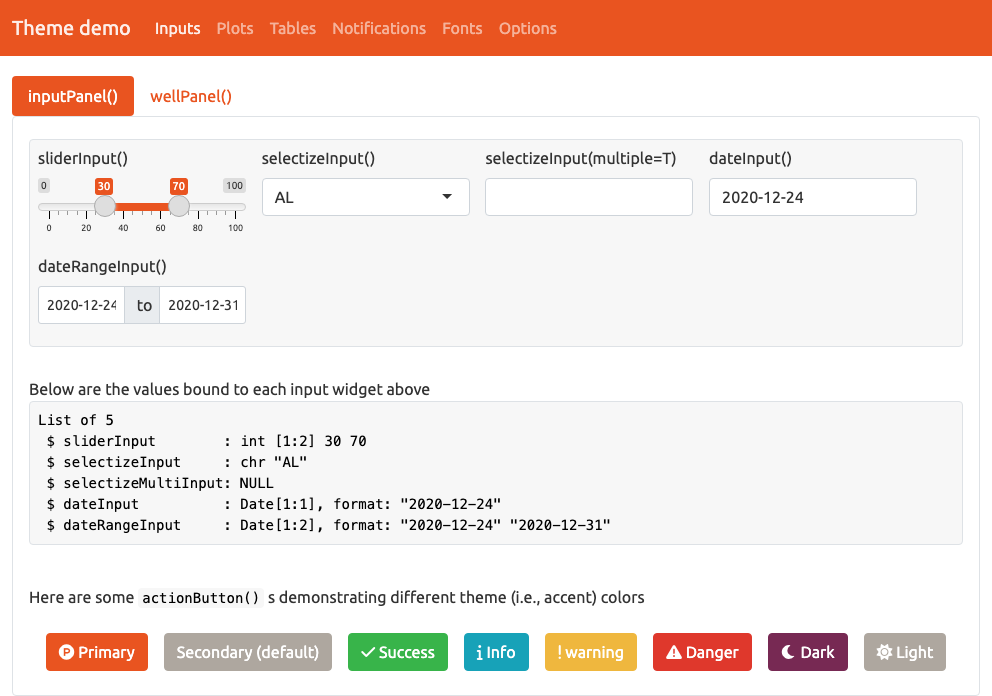 Theme demo Inputs Plots Tables Notifications Fonts Options
inputPanel() wellPanel()
sliderInput() selectizeInput() selectizeInput(multiple=T) dateInput()
0 30 70 100
AL 2020-12-24
0 20 40 60 80 100
dateRangeInput()
2020-12-24 to 2020-12-31
Below are the values bound to each input widget above
List of 5
 $ sliderInput        : int [1:2] 30 70
 $ selectizeInput     : chr "AL"
 $ selectizeMultiInput: NULL
 $ dateInput          : Date[1:1], format: "2020-12-24"
 $ dateRangeInput     : Date[1:2], format: "2020-12-24" "2020-12-31"
Here are some actionButton() s demonstrating different theme (i.e., accent) colors
Primary Secondary (default) Success Info warning Danger Dark Light